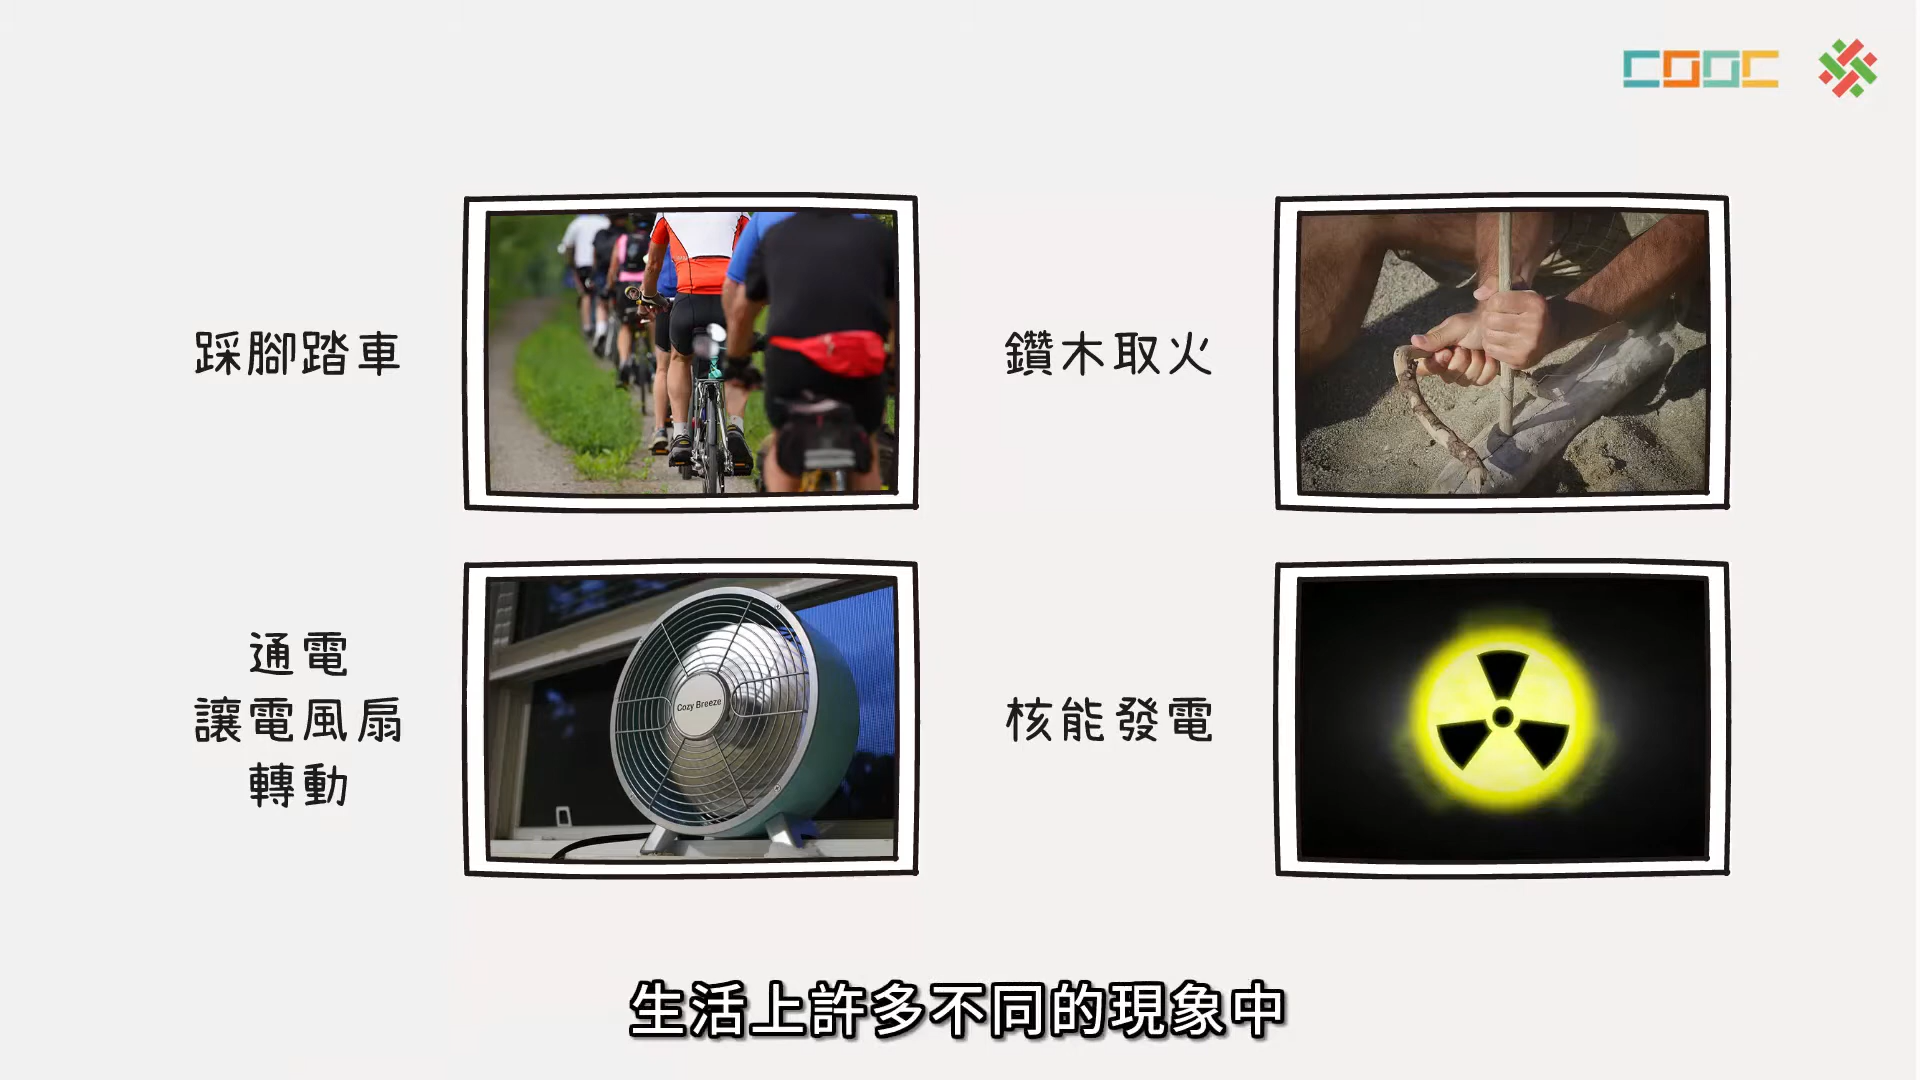 COOC
踩腳踏車
鑽木取火
通電
讓電風扇
轉動
Cozy Breeze
核能發電
生活上許多不同的現象中